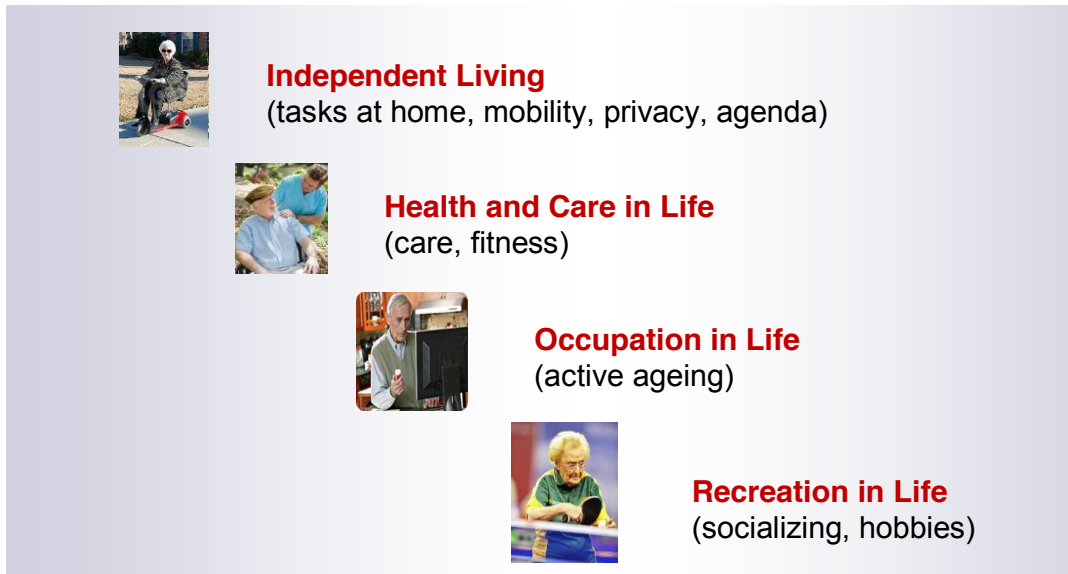 Independent Living
(tasks at home, mobility, privacy, agenda)
Health and Care in Life
(care, fitness)
Occupation in Life
(active ageing)
Recreation in Life
(socializing, hobbies)